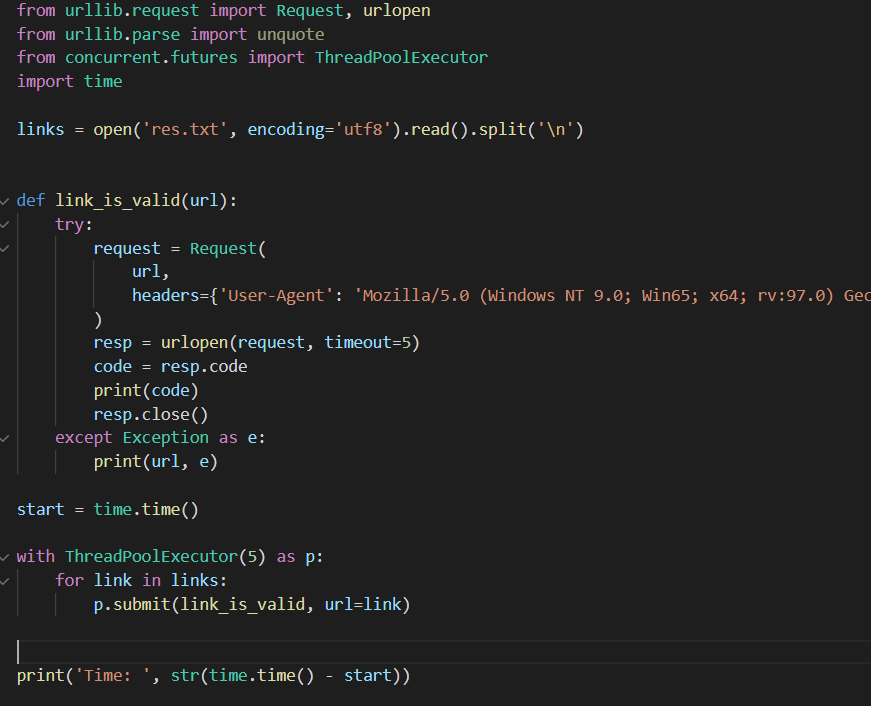 from urllib.request import Request, urlopen
from urllib.parse import unquote
from concurrent.futures import ThreadPoolExecutor
import time
links = open('res.txt', encoding='utf8').read().split('\n')
def link_is_valid(url):
try:
request = Request(
url,
headers={'User-Agent': 'Mozilla/5.0 (Windows NT 9.0; Win65; x64; rv:97.0) Gec
)
resp = urlopen(request, timeout=5)
code = resp.code
print(code)
resp.close()
except Exception as e:
print(url, e)
start = time.time()
with ThreadPoolExecutor(5) as p:
for link in links:
p.submit(link_is_valid, url=link)
print('Time: ', str(time.time() - start))